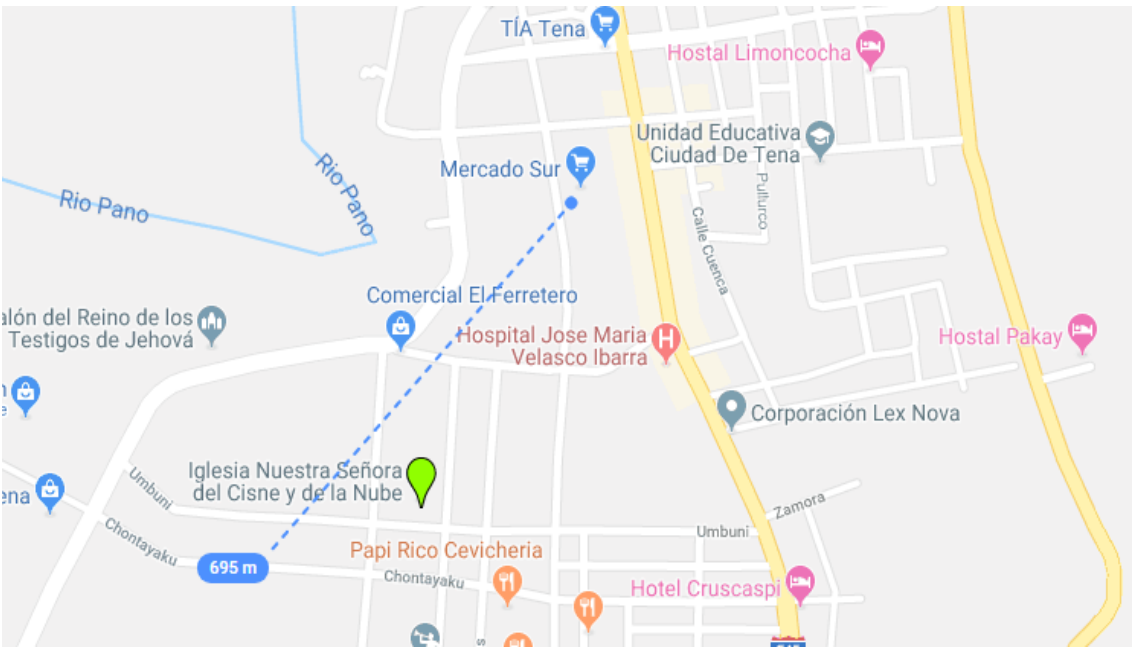 TÍA Tena
Hostal Limoncocha
Unidad Educativa
Ciudad De Tena
Mercado Sur
Rio Pano
Rio Pano
Pullurco
Calle Cuenca
Comercial El Ferretero
alón del Reino de los
Testigos de Jehová
Hospital Jose Maria
Velasco Ibarra
H
Hostal Pakay
Corporación Lex Nova
Iglesia Nuestra Señora
del Cisne y de la Nube
ena
Umbuni
Zamora
Umbuni
Chontayaku
695 m
Papi Rico Cevicheria
Chontayaku
Hotel Cruscaspi